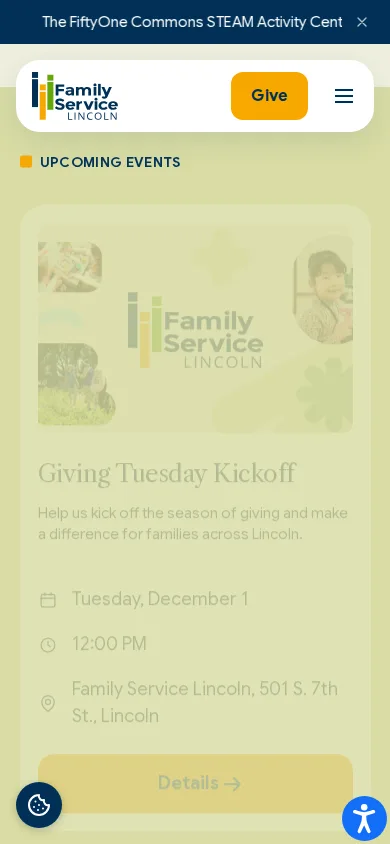 The FiftyOne Commons STEAM Activity Cent
Family
Service
LINCOLN
Give
UPCOMING EVENTS
Family
Service
LINCOLN
Giving Tuesday Kickoff
Help us kick off the season of giving and make
a difference for families across Lincoln.
Tuesday, December 1
12:00 PM
Family Service Lincoln, 501 S. 7th
St., Lincoln
Details